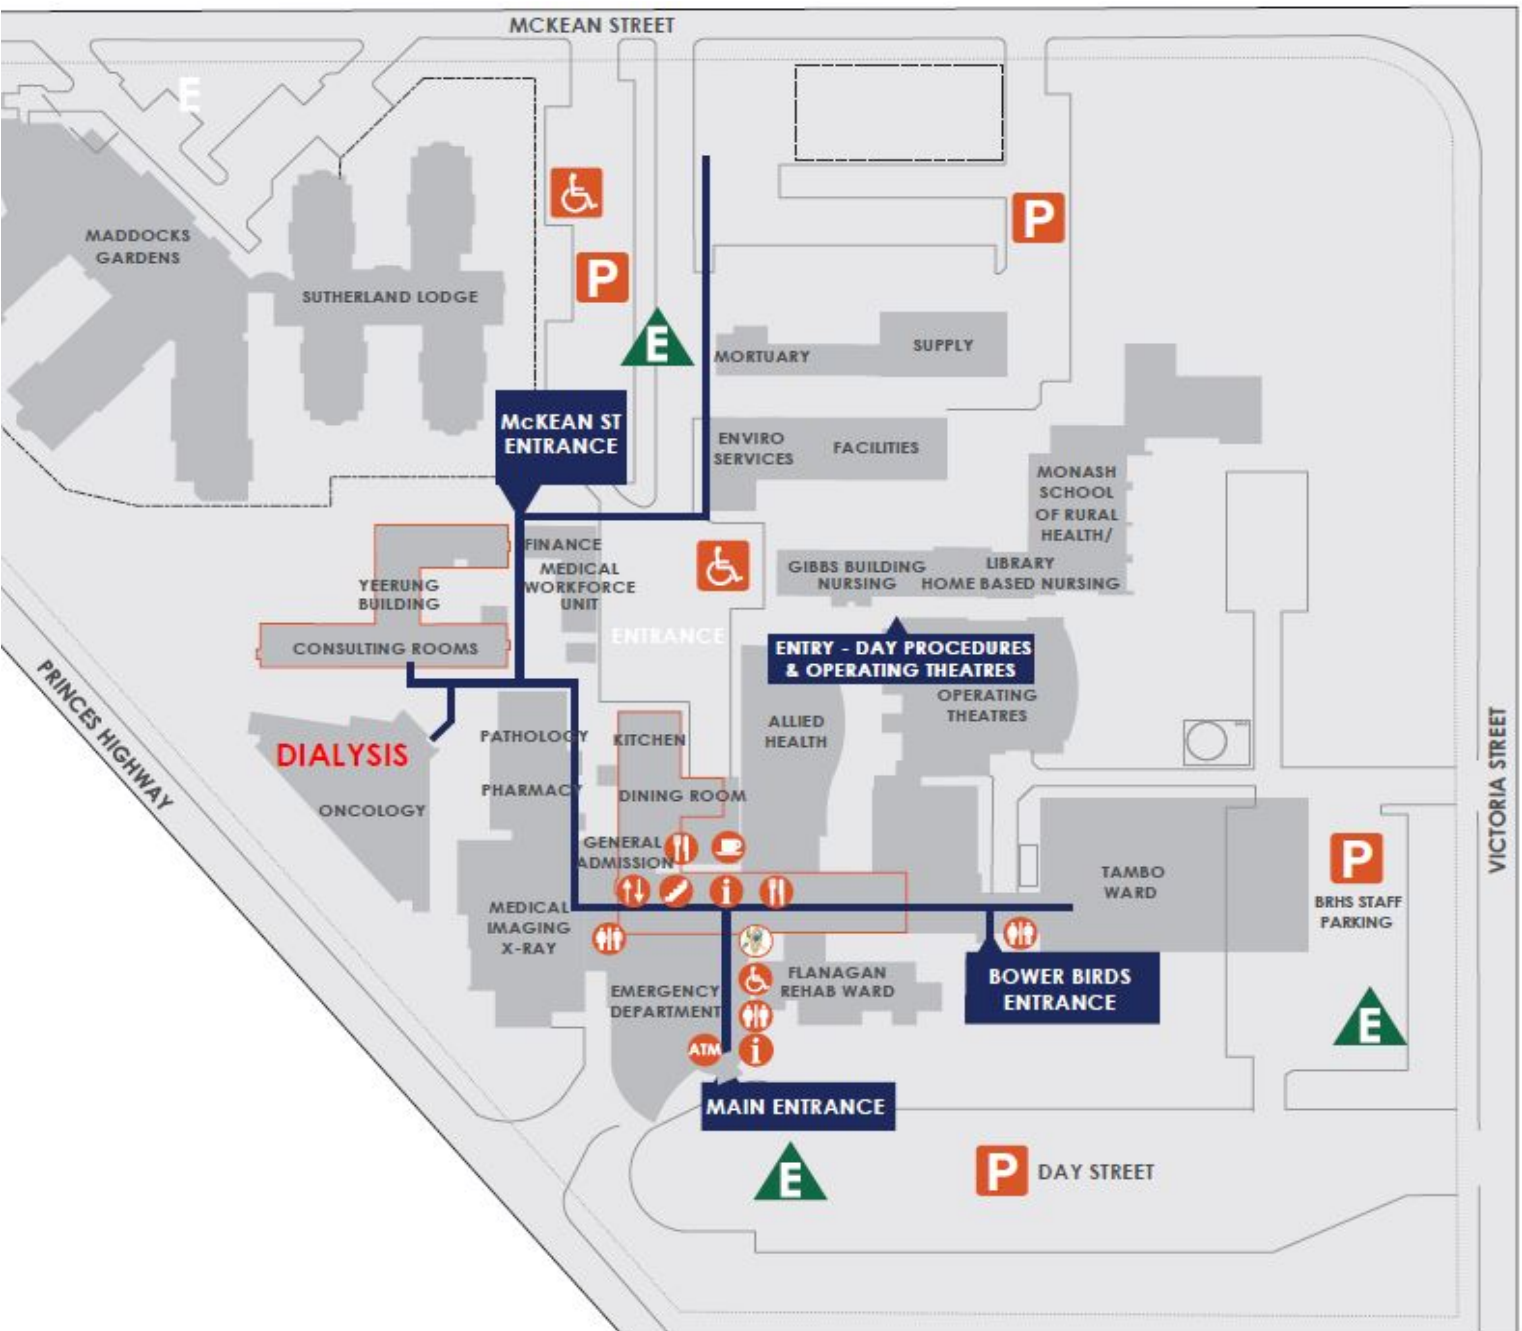 MCKEAN STREET
E
P
P
MADDOCKS
GARDENS
SUTHERLAND LODGE
E
MORTUARY
SUPPLY
McKEAN ST
ENTRANCE
ENVIRO
SERVICES
FACILITIES
MONASH
SCHOOL
OF RURAL
HEALTH/
LIBRARY
HOME BASED NURSING
GIBBS BUILDING
NURSING
FINANCE
MEDICAL
WORKFORCE
UNIT
YEERUNG
BUILDING
CONSULTING ROOMS
ENTRANCE
ENTRY - DAY PROCEDURES
& OPERATING THEATRES
OPERATING
THEATRES
ALLIED
HEALTH
PRINCES HIGHWAY
DIALYSIS
ONCOLOGY
PATHOLOGY
PHARMACY
KITCHEN
DINING ROOM
GENERAL
ADMISSION
i
MEDICAL
IMAGING
X-RAY
EMERGENCY
DEPARTMENT
FLANAGAN
REHAB WARD
ATM
i
MAIN ENTRANCE
BOWER BIRDS
ENTRANCE
TAMBO
WARD
P
BRHS STAFF
PARKING
E
VICTORIA STREET
E
P
DAY STREET